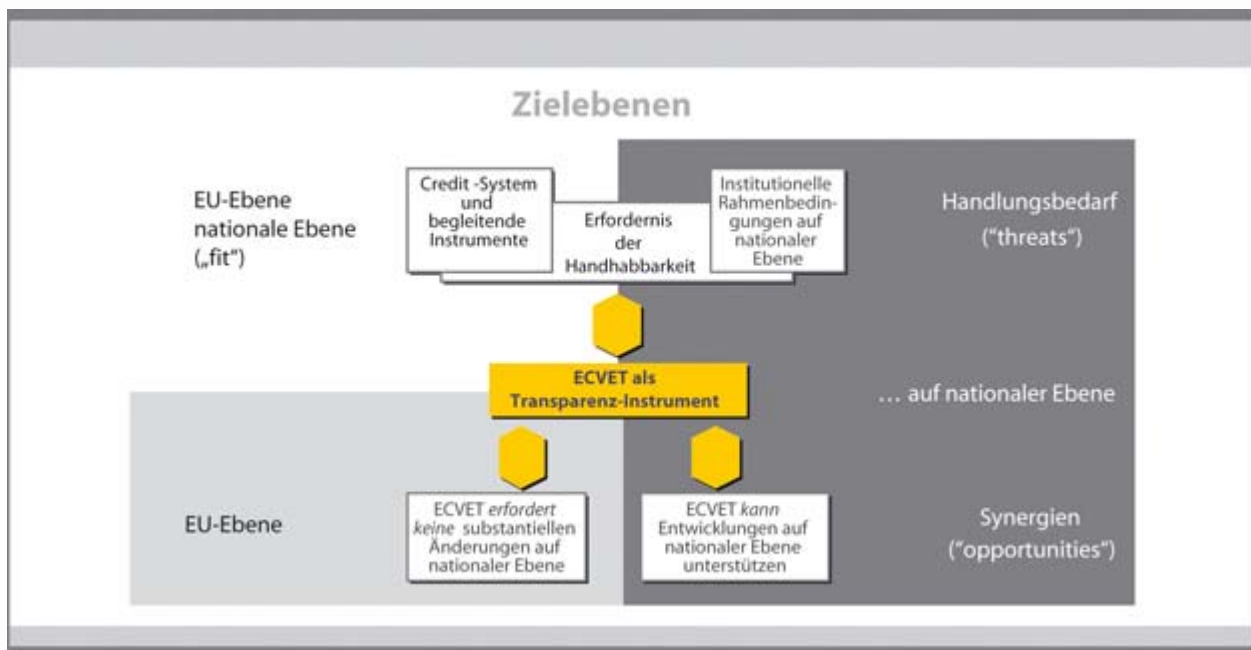 Zielebenen
EU-Ebene
nationale Ebene
(„fit“)
Credit -System
und
begleitende
Instrumente
Erfordernis
der
Handhabbarkeit
Institutionelle
Rahmenbedin-
gungen auf
nationaler
Ebene
Handlungsbedarf
(“threats“)
ECVET als
Transparenz-Instrument
... auf nationaler Ebene
EU-Ebene
ECVET erfordert
keine substantiellen
Änderungen auf
nationaler Ebene
ECVET kann
Entwicklungen auf
nationaler Ebene
unterstützen
Synergien
(“opportunities“)